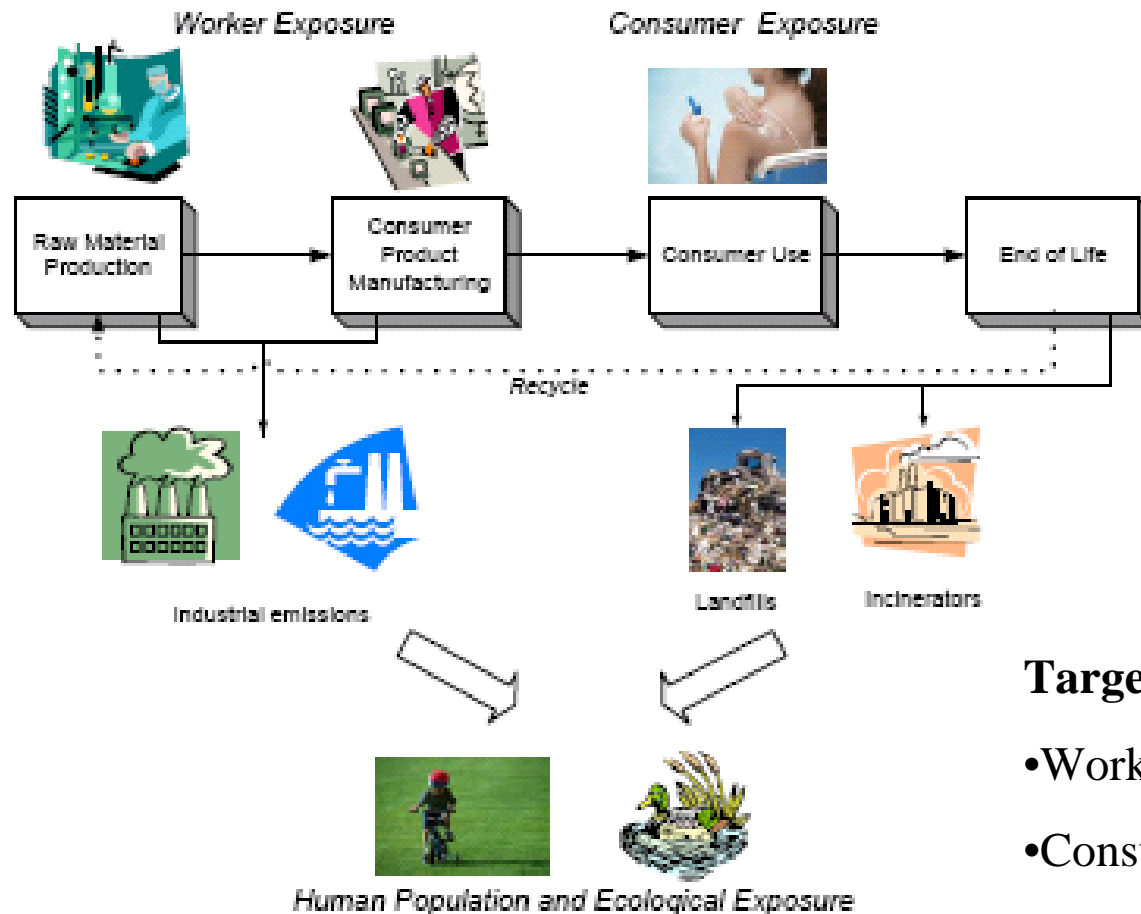 Worker Exposure
Consumer Exposure
Raw Material
Production
Consumer
Product
Manufacturing
Consumer Use
End of Life
Recycle
Industrial emissions
Landfills
Incinerators
Targe
•Work
•Consu
Human Population and Ecological Exposure